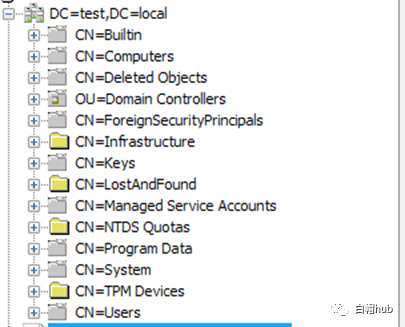 DC=test,DC=local
CN=Builtin
CN=Computers
CN=Deleted Objects
OU=Domain Controllers
CN=ForeignSecurityPrincipals
CN=Infrastructure
CN=Keys
CN=LostAndFound
CN=Managed Service Accounts
CN=NTDS Quotas
CN=Program Data
CN=System
CN=TPM Devices
CN=Users
白帽hub